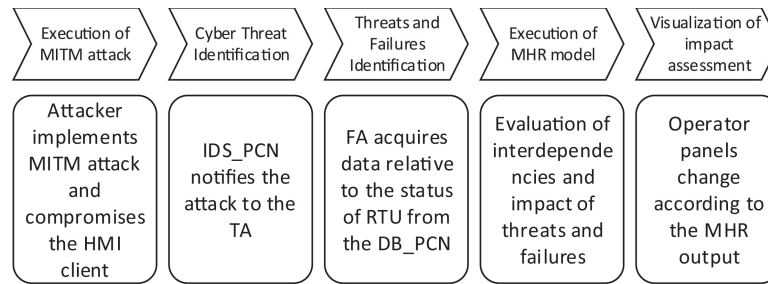 Execution of
MITM attack
Cyber Threat
Identification
Threats and
Failures
Identification
Execution of
MHR model
Visualization of
impact
assessment
Attacker
implements
MITM attack
and
compromises
the HMI
client
IDS_PCN
notifies the
attack to the
TA
FA acquires
data relative
to the status
of RTU from
the DB_PCN
Evaluation of
interdepende
ncies and
impact of
threats and
failures
Operator
panels
change
according to
the MHR
output